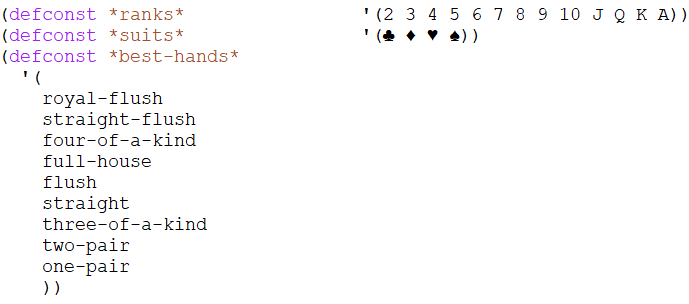 (defconst *ranks* '(2 3 4 5 6 7 8 9 10 J Q K A))
(defconst *suits* '(♣ ♦ ♥ ♠))
(defconst *best-hands*
'(
royal-flush
straight-flush
four-of-a-kind
full-house
flush
straight
three-of-a-kind
two-pair
one-pair
))